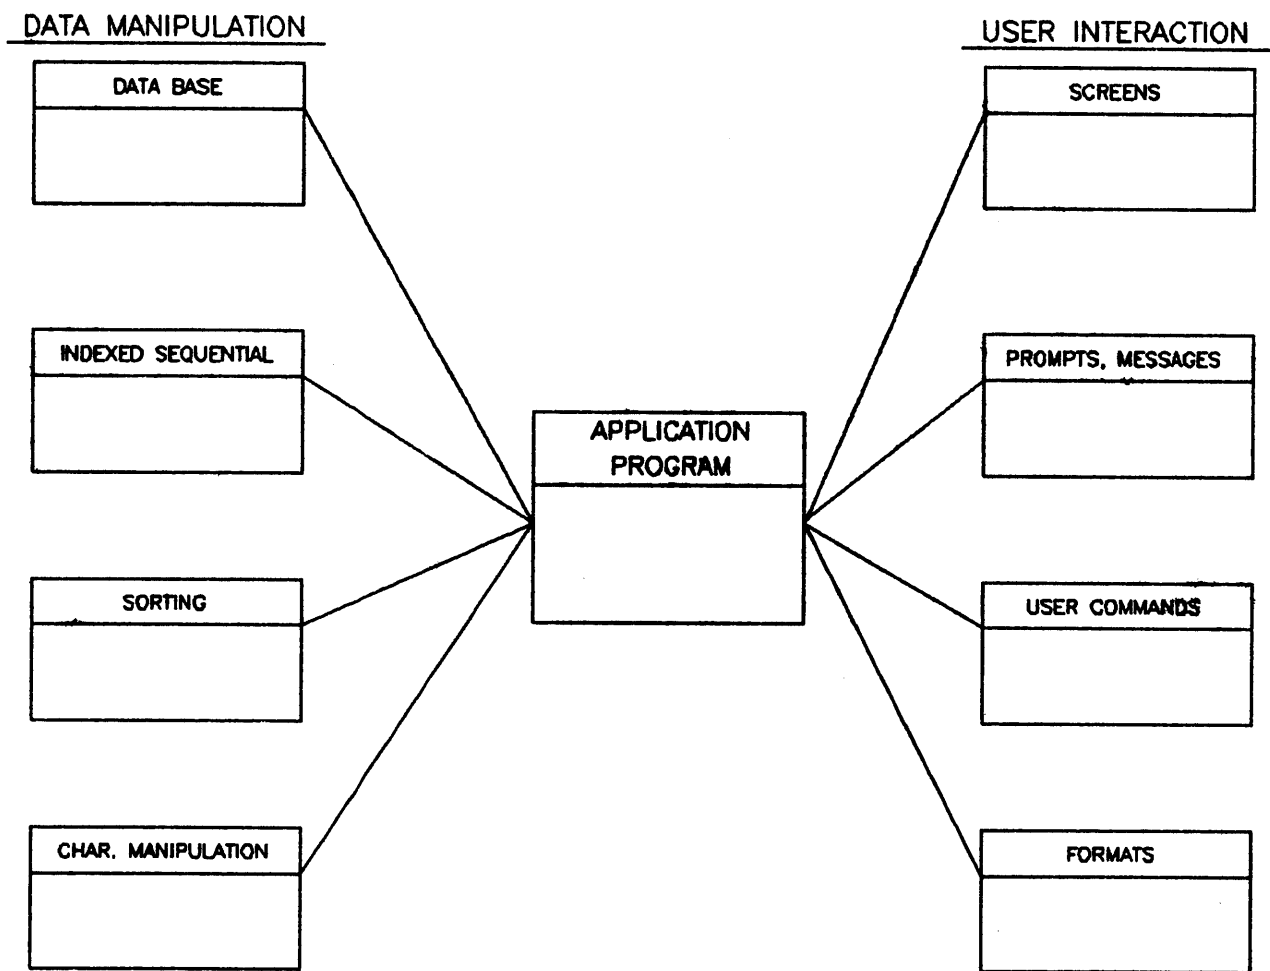 DATA MANIPULATION
DATA BASE
INDEXED SEQUENTIAL
SORTING
CHAR. MANIPULATION
APPLICATION
PROGRAM
USER INTERACTION
SCREENS
PROMPTS, MESSAGES
USER COMMANDS
FORMATS